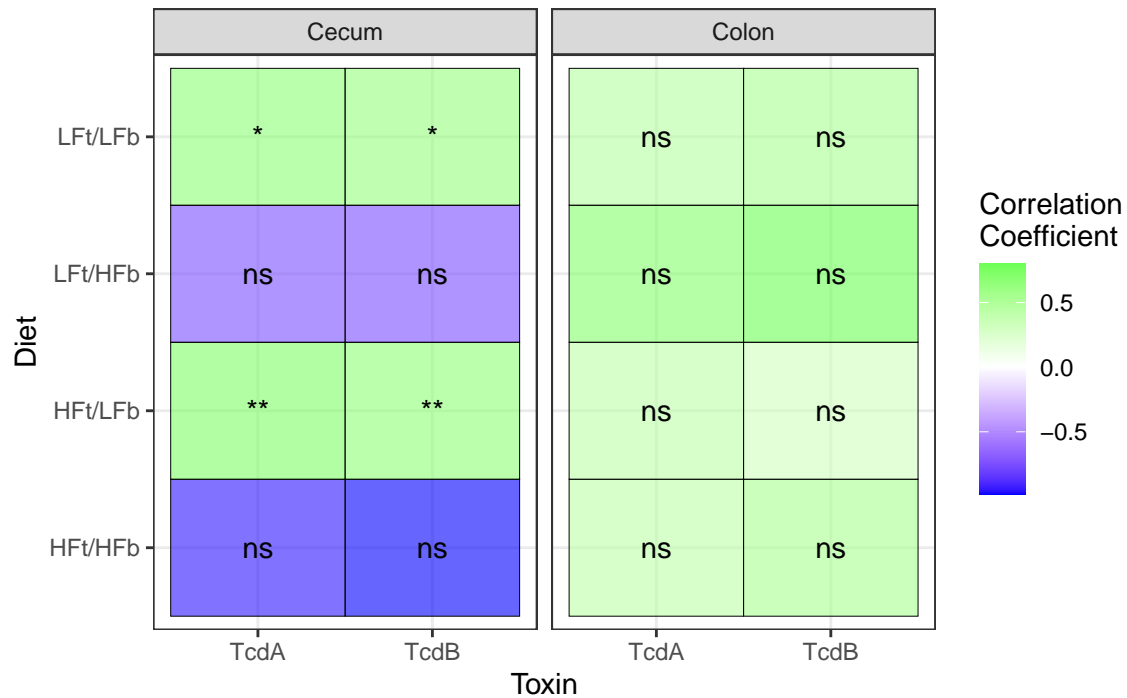 Cecum
Colon
LFt/LFb
*
*
ns
ns
LFt/HFb
ns
ns
ns
ns
HFt/LFb
**
**
ns
ns
HFt/HFb
ns
ns
ns
ns
TcdA
TcdB
TcdA
TcdB
Toxin
Diet
Correlation
Coefficient
0.5
0.0
−0.5